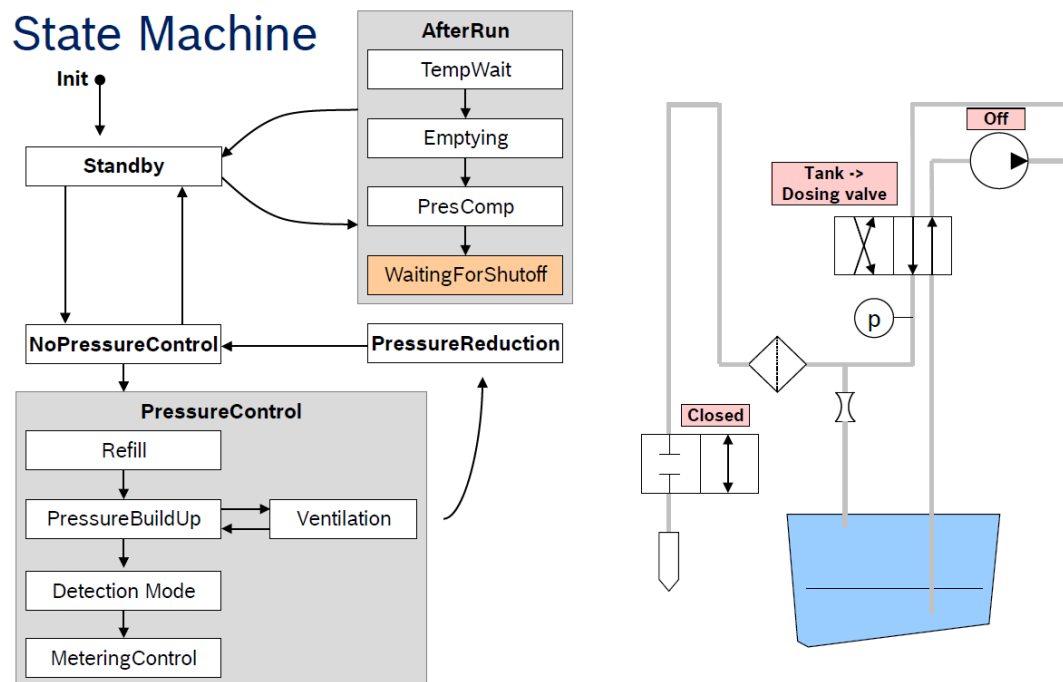 State Machine
Init
Standby
NoPressureControl
AfterRun
TempWait
Emptying
PresComp
WaitingForShutoff
PressureReduction
PressureControl
Refill
PressureBuildUp
Ventilation
Detection Mode
MeteringControl
Off
Tank ->
Dosing valve
p
Closed